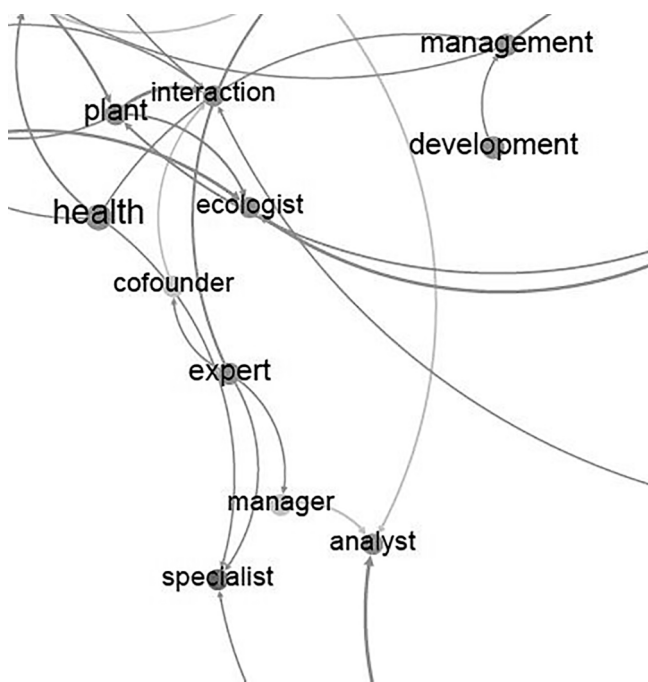 management
interaction
plant
development
ecologist
health
cofounder
expert
manager
analyst
specialist